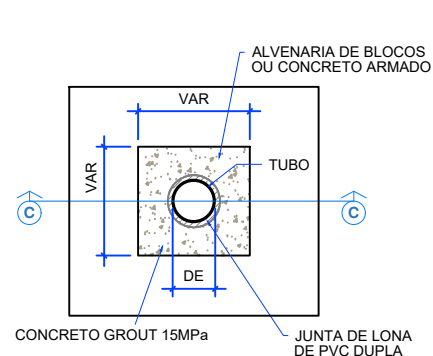 ALVENARIA DE BLOCOS
OU CONCRETO ARMADO
VAR
VAR
TUBO
C
C
DE
CONCRETO GROUT 15MPa
JUNTA DE LONA
DE PVC DUPLA